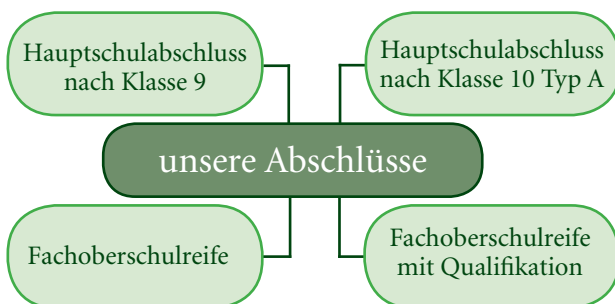 Hauptschulabschluss
nach Klasse 9
Hauptschulabschluss
nach Klasse 10 Typ A
unsere Abschlüsse
Fachoberschulreife
Fachoberschulreife
mit Qualifikation